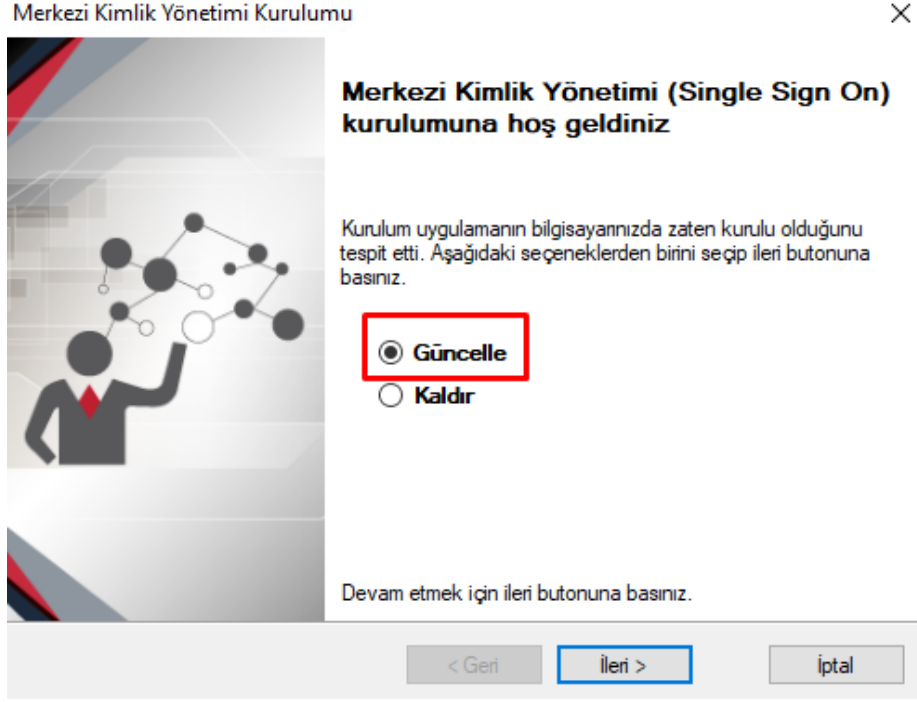 Merkezi Kimlik Yönetimi Kurulumu
Merkezi Kimlik Yönetimi (Single Sign On)
kurulumuna hoş geldiniz
Kurulum uygulamanın bilgisayarınızda zaten kurulu olduğunu
tespit etti. Aşağıdaki seçeneklerden birini seçip ileri butonuna
basınız.
Güncelle
Kaldır
Devam etmek için ileri butonuna basınız.
< Geri
İleri >
İptal